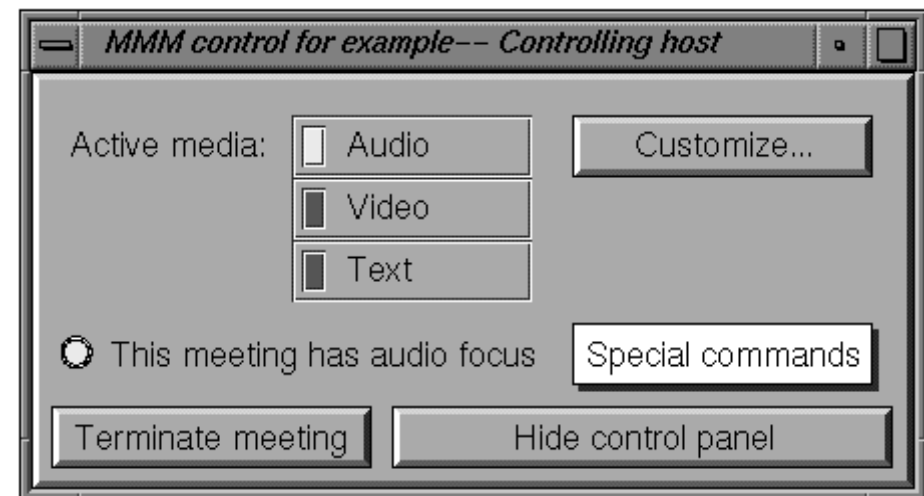 MMM control for example-- Controlling host
Active media:
Audio
Customize...
Video
Text
This meeting has audio focus
Special commands
Terminate meeting
Hide control panel